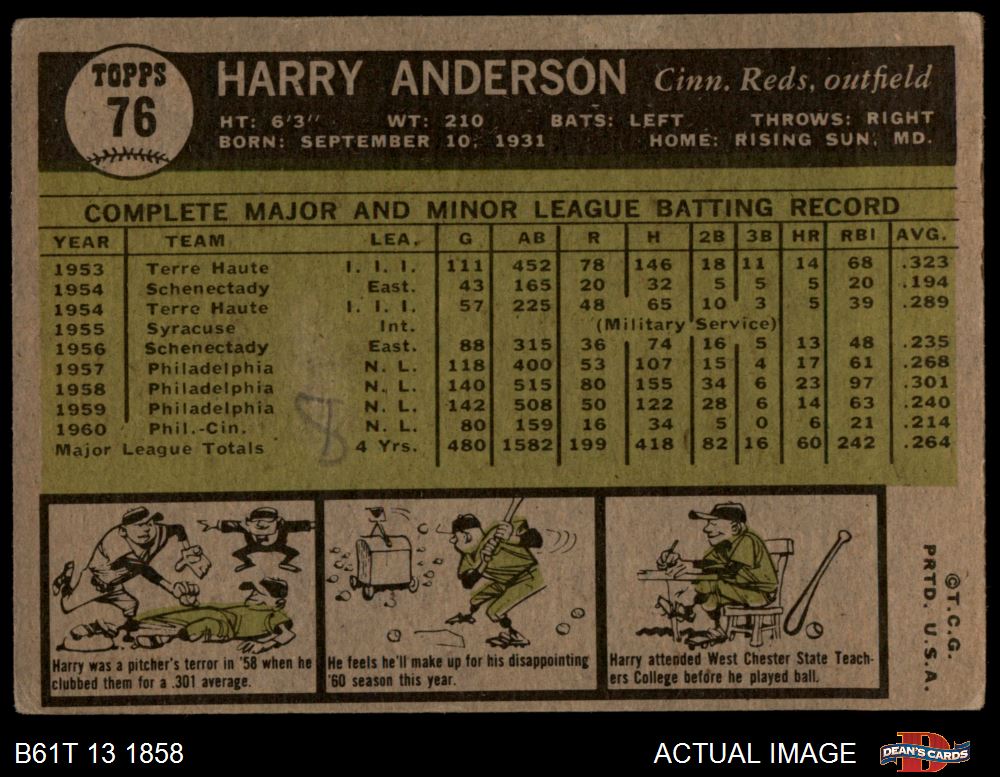 TOPPS
76
HARRY ANDERSON Cinn. Reds, outfield
HT: 6'3" WT: 210 BATS: LEFT THROWS: RIGHT
BORN: SEPTEMBER 10, 1931 HOME: RISING SUN, MD.
COMPLETE MAJOR AND MINOR LEAGUE BATTING RECORD
YEAR TEAM LEA. G AB R H 2B 3B HR RBI AVG.
1953 Terre Haute I. I. I. 111 452 78 146 18 11 14 68 .323
1954 Schenectady East. 43 165 20 32 5 5 5 20 .194
1954 Terre Haute I. I. I. 57 225 48 65 10 3 5 39 .289
1955 Syracuse Int. (Military Service)
1956 Schenectady East. 88 315 36 74 16 5 13 48 .235
1957 Philadelphia N. L. 118 400 53 107 15 4 17 61 .268
1958 Philadelphia N. L. 140 515 80 155 34 6 23 97 .301
1959 Philadelphia N. L. 142 508 50 122 28 6 14 63 .240
1960 Phil.-Cin. N. L. 80 159 16 34 5 0 6 21 .214
Major League Totals 4 Yrs. 480 1582 199 418 82 16 60 242 .264
Harry was a pitcher's terror in '58 when he
clubbed them for a .301 average.
He feels he'll make up for his disappointing
'60 season this year.
Harry attended West Chester State Teach-
ers College before he played ball.
©T.C.G.
PRTD. U.S.A.
B61T 13 1858
ACTUAL IMAGE
DEAN'S CARDS